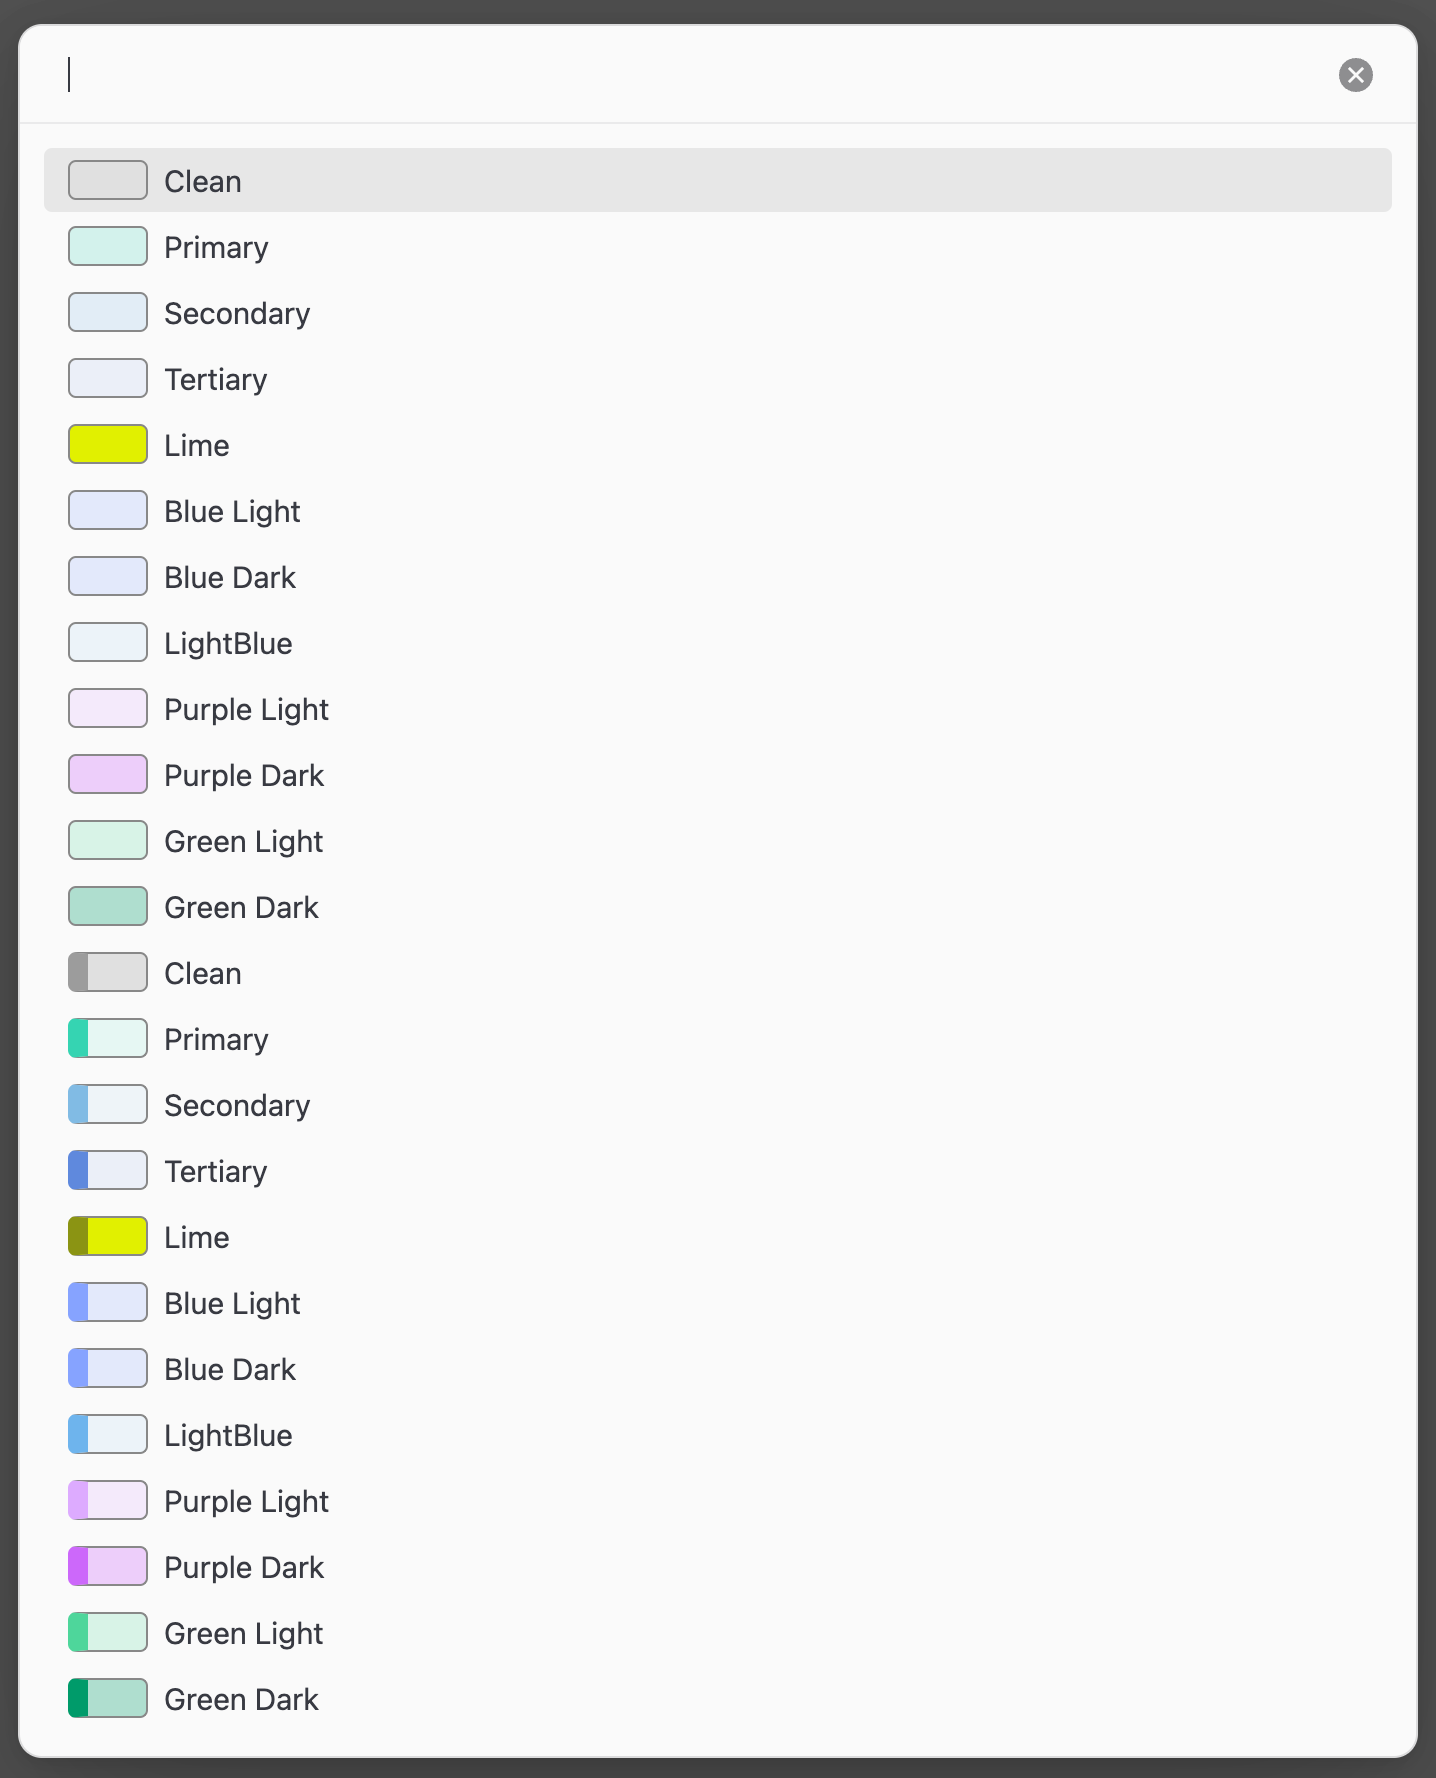 Clean
Primary
Secondary
Tertiary
Lime
Blue Light
Blue Dark
LightBlue
Purple Light
Purple Dark
Green Light
Green Dark
Clean
Primary
Secondary
Tertiary
Lime
Blue Light
Blue Dark
LightBlue
Purple Light
Purple Dark
Green Light
Green Dark